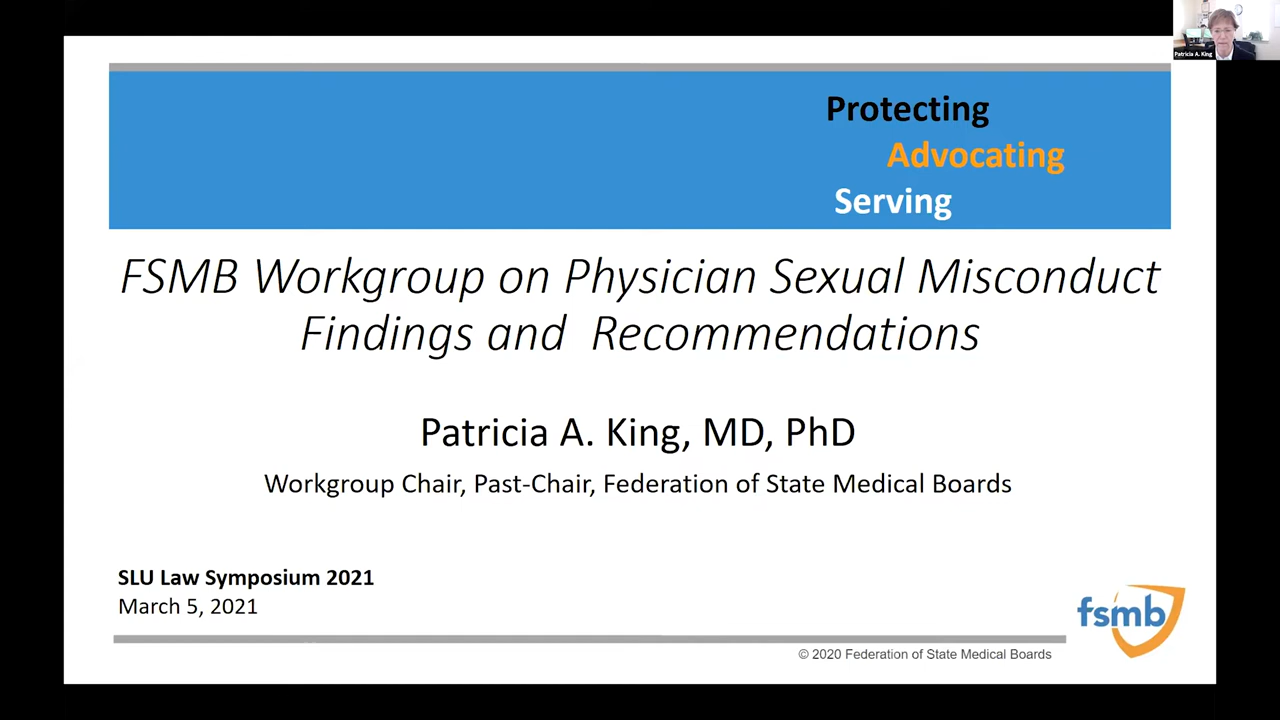 Patricia A. King
Protecting
Advocating
Serving
FSMB Workgroup on Physician Sexual Misconduct
Findings and Recommendations
Patricia A. King, MD, PhD
Workgroup Chair, Past-Chair, Federation of State Medical Boards
SLU Law Symposium 2021
March 5, 2021
fsmb
© 2020 Federation of State Medical Boards